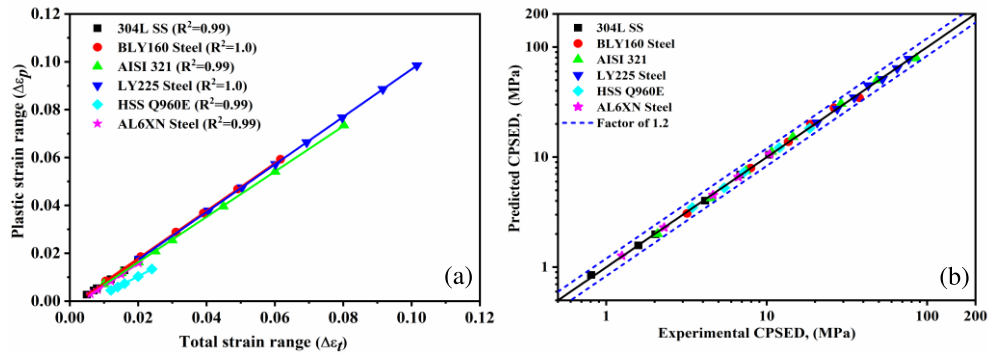 0.12
0.10
0.08
0.06
0.04
0.02
0.00
Plastic strain range (Δεp)
304L SS (R²=0.99)
BLY160 Steel (R²=1.0)
AISI 321 (R²=0.99)
LY225 Steel (R²=1.0)
HSS Q960E (R²=0.99)
AL6XN Steel (R²=0.99)
(a)
0.00 0.02 0.04 0.06 0.08 0.10 0.12
Total strain range (Δεt)
200
100
10
1
Predicted CPSED, (MPa)
304L SS
BLY160 Steel
AISI 321
LY225 Steel
HSS Q960E
AL6XN Steel
Factor of 1.2
(b)
1 10 100 200
Experimental CPSED, (MPa)